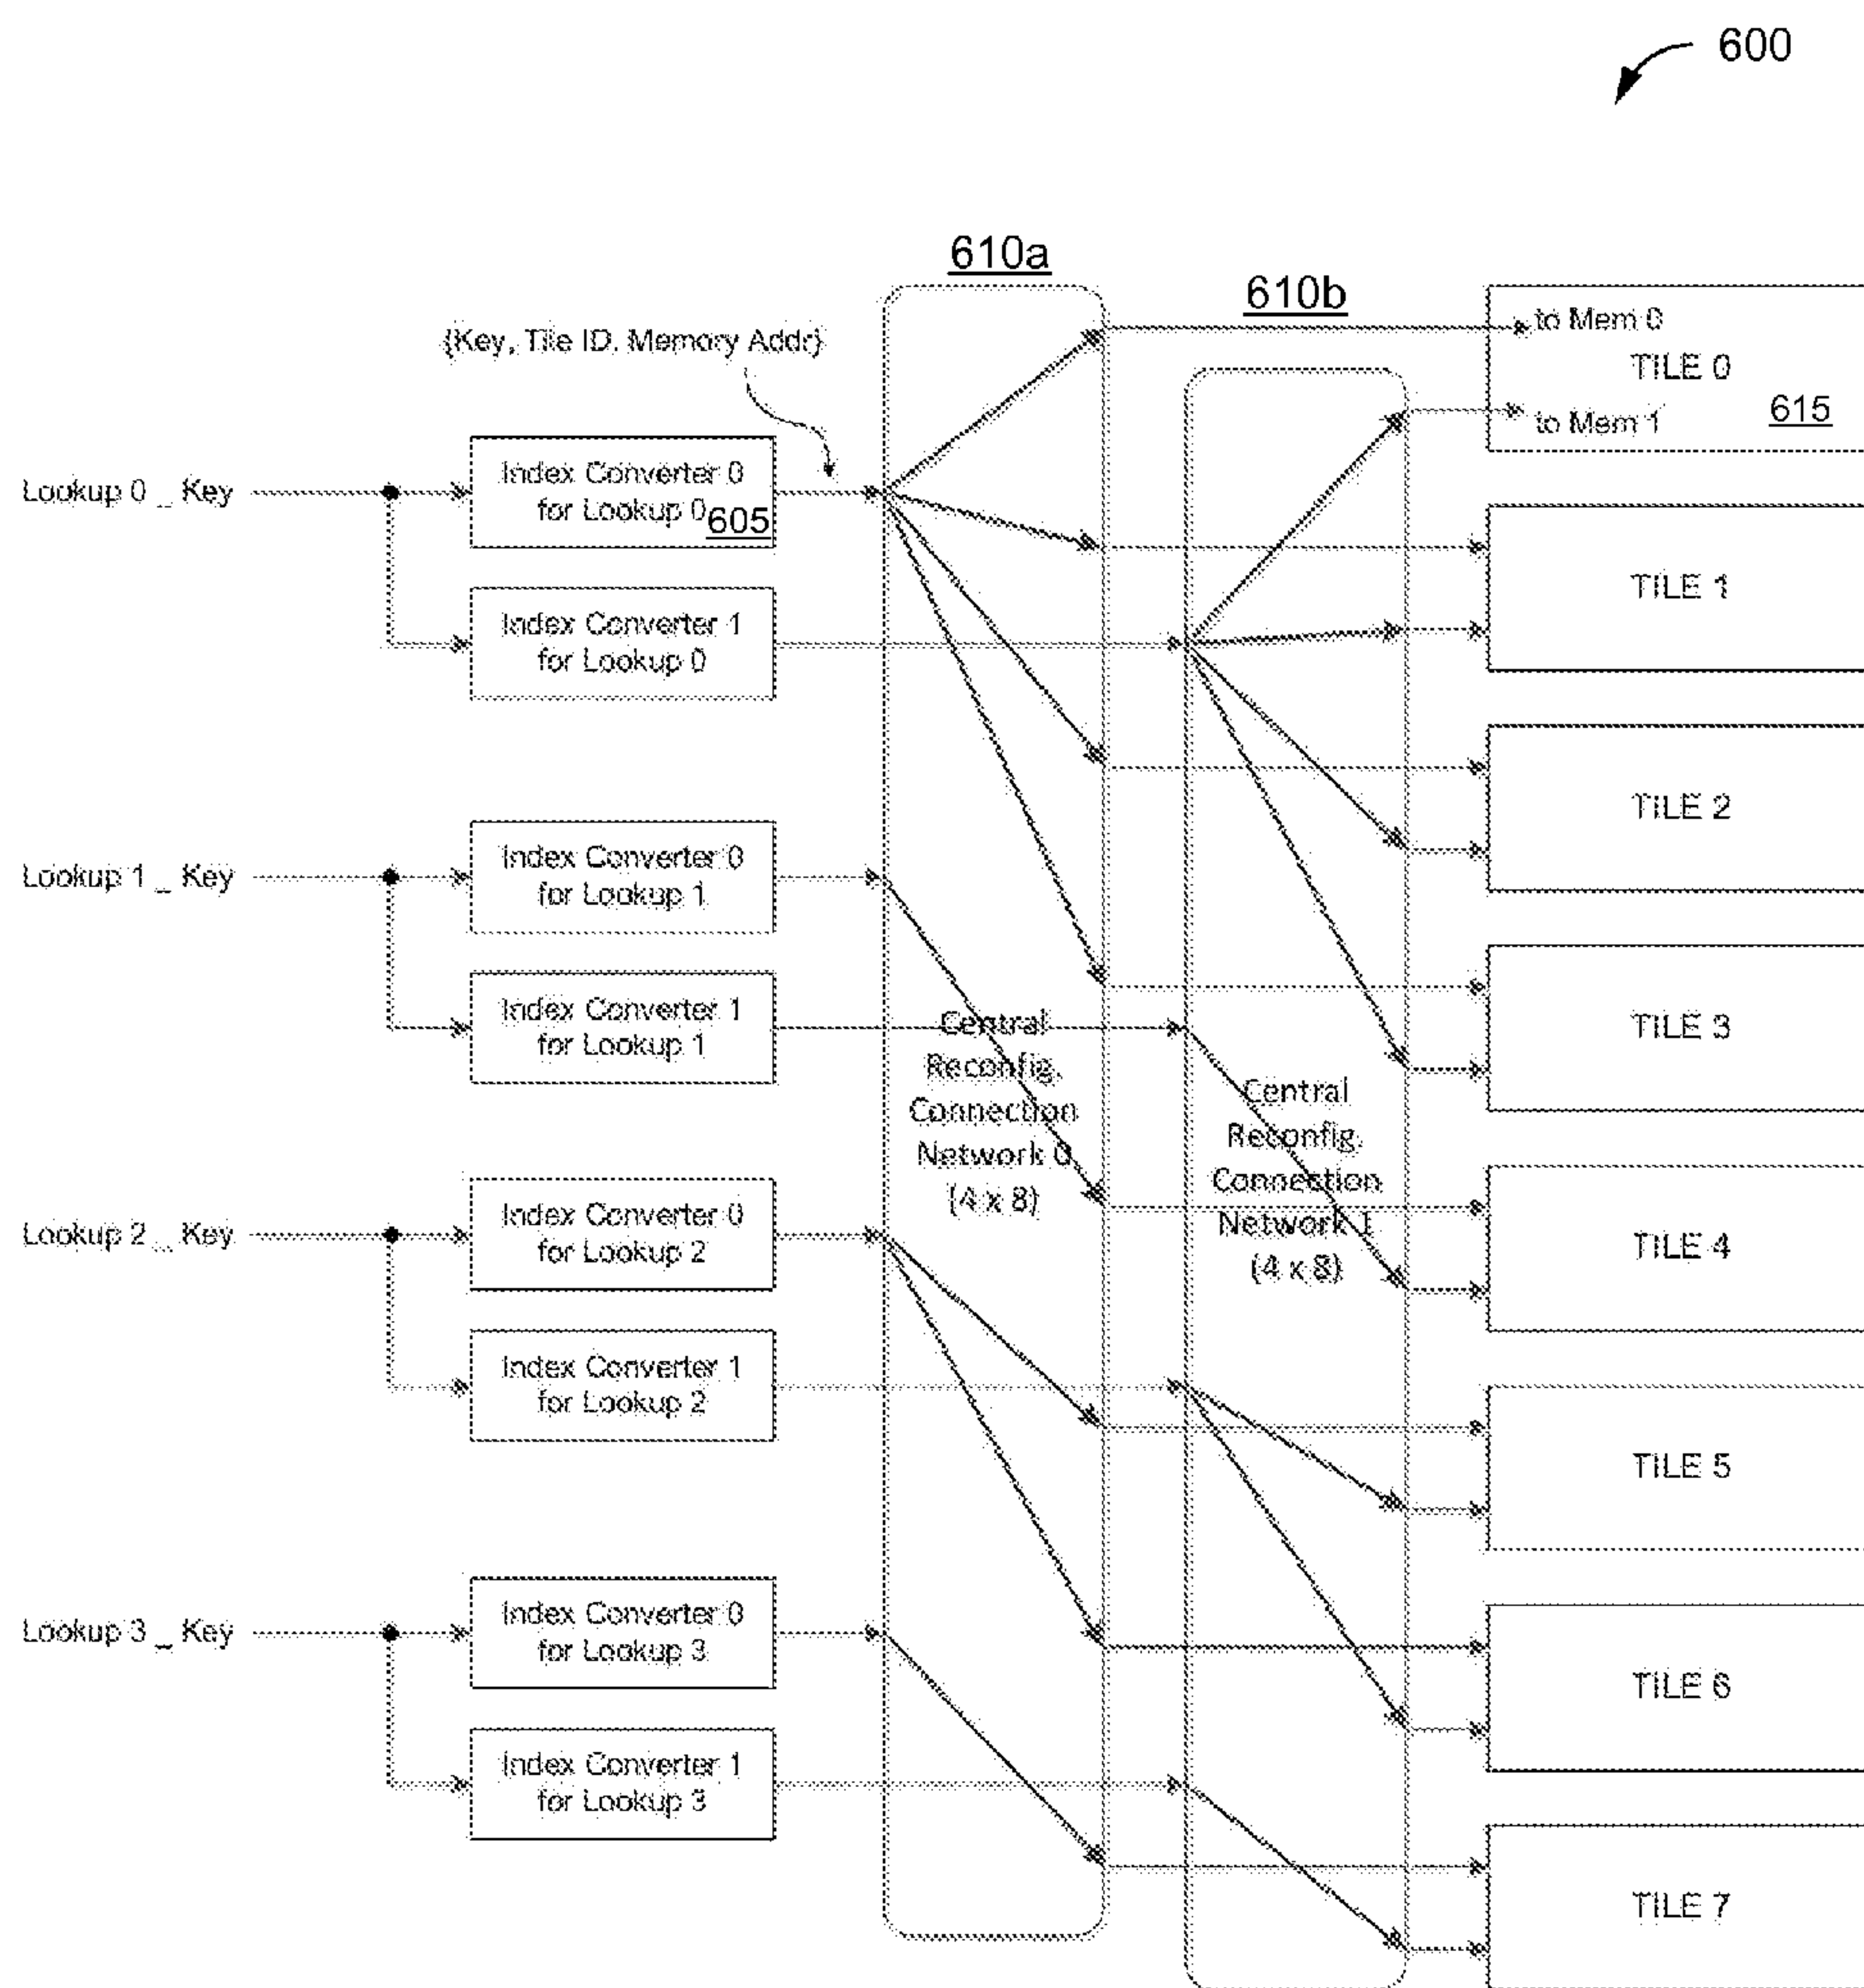 600
610a
610b
{Key, Tile ID, Memory Addr}
to Mem 0
TILE 0
to Mem 1
615
Lookup 0 _ Key
Index Converter 0
for Lookup 0
605
Index Converter 1
for Lookup 0
TILE 1
TILE 2
Lookup 1 _ Key
Index Converter 0
for Lookup 1
Index Converter 1
for Lookup 1
Central
Reconfig.
Connection
Network 0
(4 x 8)
Central
Reconfig.
Connection
Network 1
(4 x 8)
TILE 3
TILE 4
Lookup 2 _ Key
Index Converter 0
for Lookup 2
Index Converter 1
for Lookup 2
TILE 5
Lookup 3 _ Key
Index Converter 0
for Lookup 3
Index Converter 1
for Lookup 3
TILE 6
TILE 7